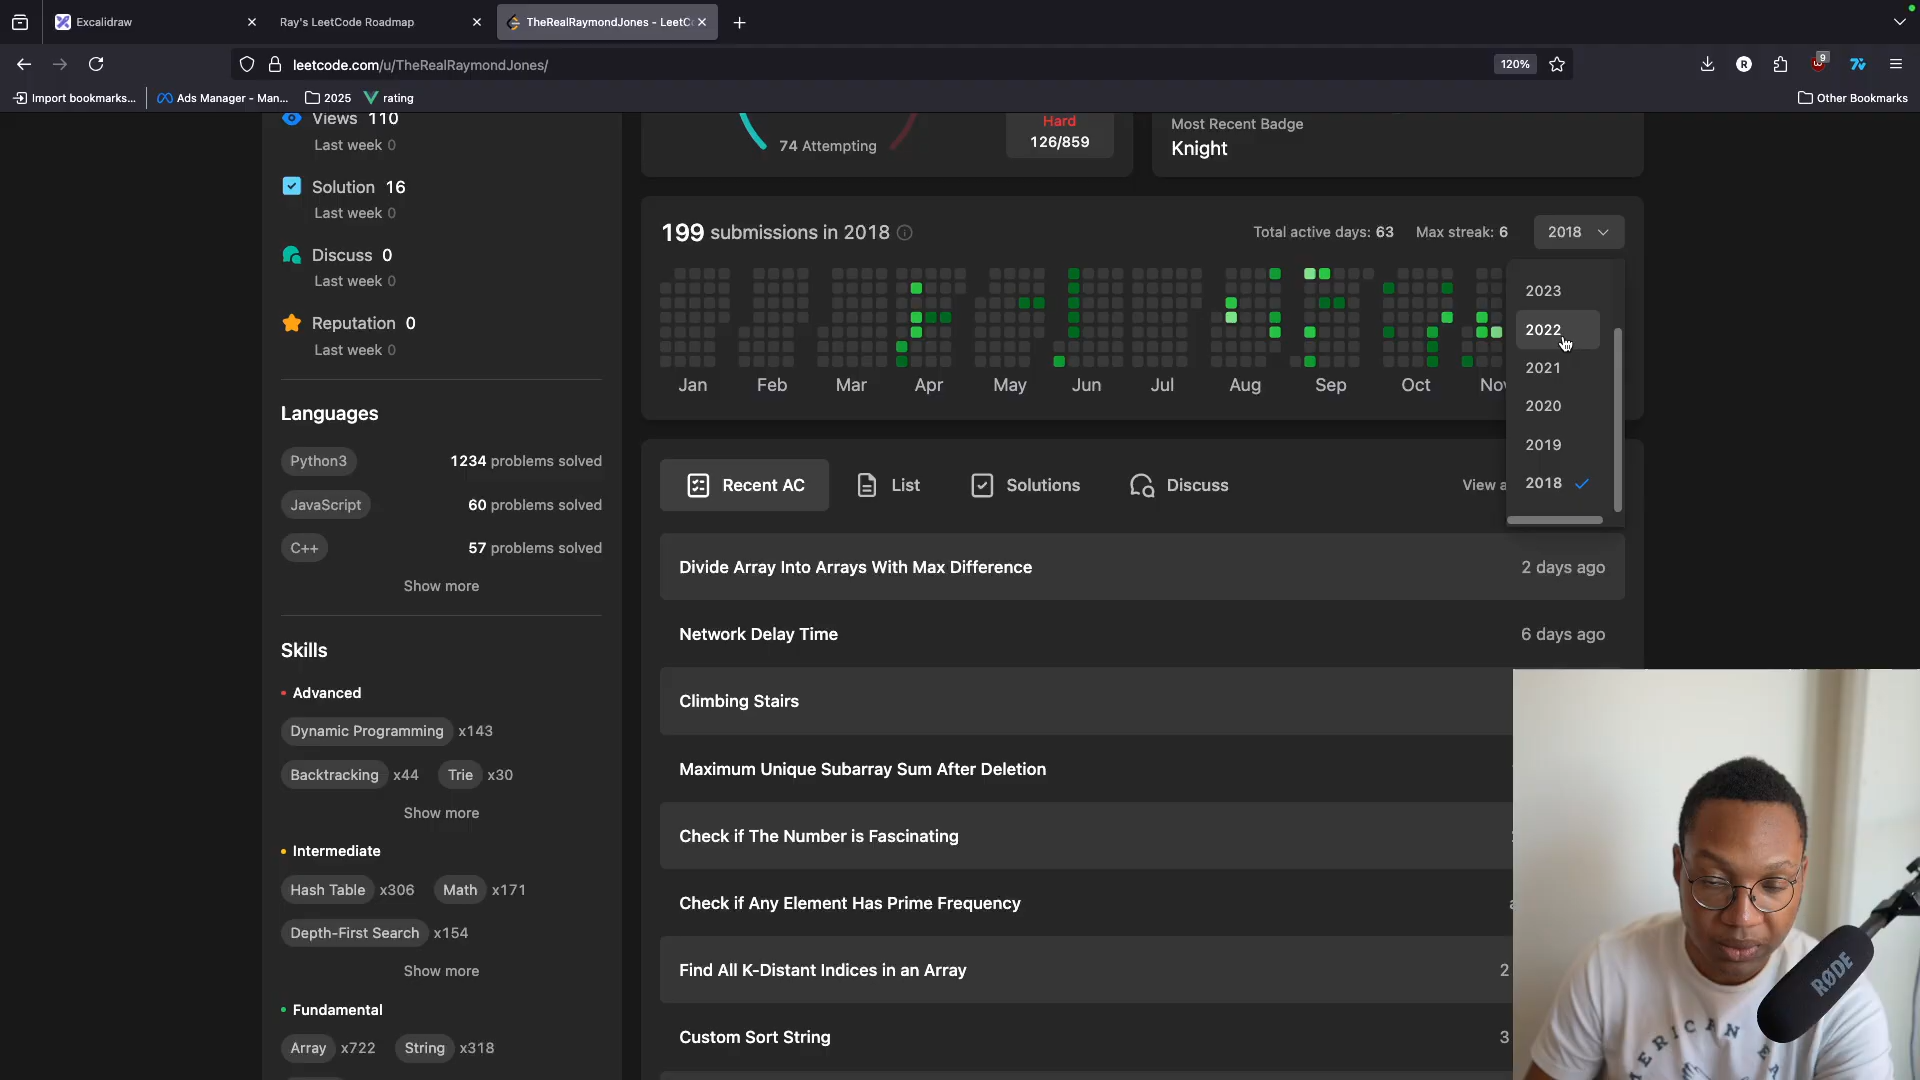 Excalidraw
Ray's LeetCode Roadmap
TheRealRaymondJones - LeetC
leetcode.com/u/TheRealRaymondJones/
120%
R
9
Import bookmarks...
Ads Manager - Man...
2025
rating
Other Bookmarks
Views 110
Last week 0
Solution 16
Last week 0
Discuss 0
Last week 0
Reputation 0
Last week 0
Languages
Python3 1234 problems solved
JavaScript 60 problems solved
C++ 57 problems solved
Show more
Skills
Advanced
Dynamic Programming x143
Backtracking x44 Trie x30
Show more
Intermediate
Hash Table x306 Math x171
Depth-First Search x154
Show more
Fundamental
Array x722 String x318
74 Attempting
Hard
126/859
Most Recent Badge
Knight
199 submissions in 2018
Total active days: 63 Max streak: 6 2018
Jan Feb Mar Apr May Jun Jul Aug Sep Oct Nov
2023
2022
2021
2020
2019
2018
Recent AC List Solutions Discuss View a
Divide Array Into Arrays With Max Difference 2 days ago
Network Delay Time 6 days ago
Climbing Stairs
Maximum Unique Subarray Sum After Deletion
Check if The Number is Fascinating
Check if Any Element Has Prime Frequency
Find All K-Distant Indices in an Array 2
Custom Sort String 3
RØDE
AMERICAN